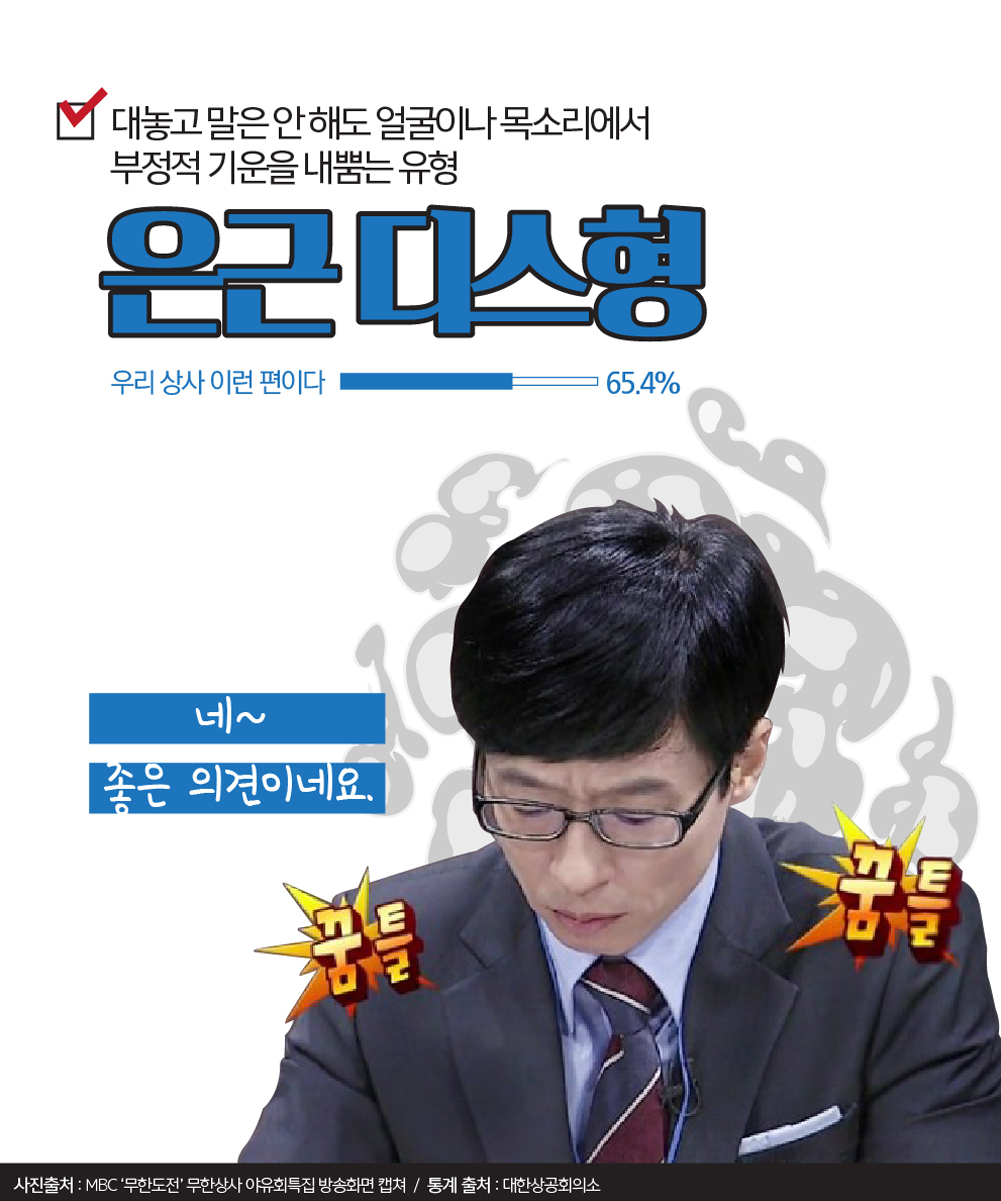 대놓고 말은 안 해도 얼굴이나 목소리에서
부정적 기운을 내뿜는 유형
은근 디스형
우리 상사 이런 편이다 65.4%
네~
좋은 의견이네요.
꿈틀
꿈틀
사진출처 : MBC ‘무한도전’ 무한상사 야유회특집 방송화면 캡쳐 / 통계 출처 : 대한상공회의소